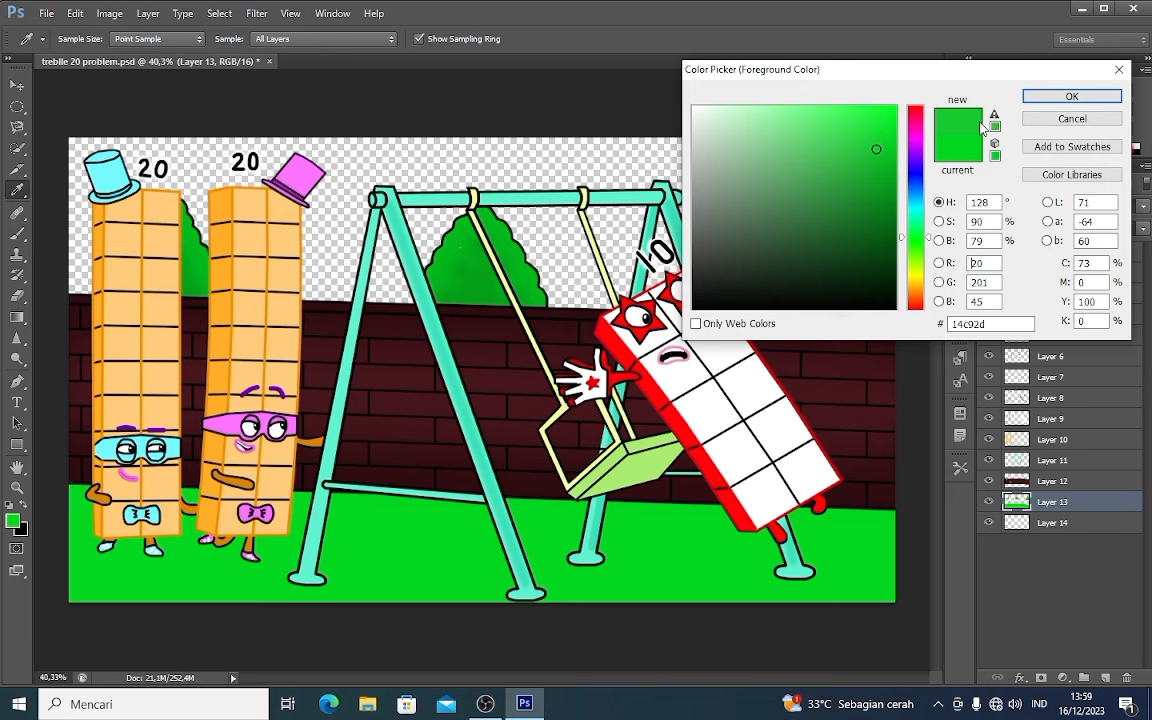 Ps File Edit Image Layer Type Select Filter View Window Help
Sample Size: Point Sample Sample: All Layers Show Sampling Ring Essentials
treblle 20 problem.psd @ 40,3% (Layer 13, RGB/16) * ×
Color Picker (Foreground Color)
new
current
OK
Cancel
Add to Swatches
Color Libraries
H: 128 ° L: 71
S: 90 % a: -64
B: 79 % b: 60
R: 20 C: 73 %
G: 201 M: 0 %
B: 45 Y: 100 %
# 14c92d K: 0 %
Only Web Colors
20
20
10
Layer 6
Layer 7
Layer 8
Layer 9
Layer 10
Layer 11
Layer 12
Layer 13
Layer 14
40,33% Doc: 21,1M/252,4M
Mencari
Ps
33°C Sebagian cerah
IND
13:59
16/12/2023
1